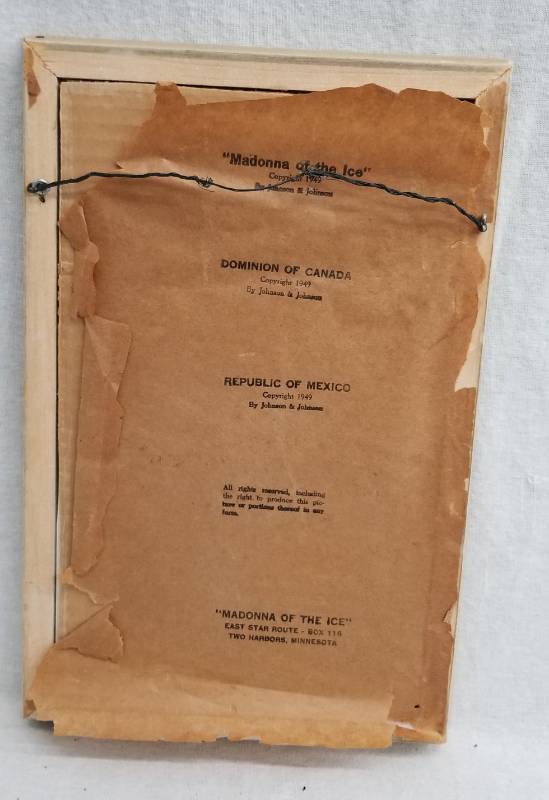 "Madonna of the Ice"
Copyright 1949
By Johnson & Johnson
DOMINION OF CANADA
Copyright 1949
By Johnson & Johnson
REPUBLIC OF MEXICO
Copyright 1949
By Johnson & Johnson
All rights reserved, including
the right to produce this pic-
ture or portions thereof in any
form.
"MADONNA OF THE ICE"
EAST STAR ROUTE - BOX 116
TWO HARBORS, MINNESOTA